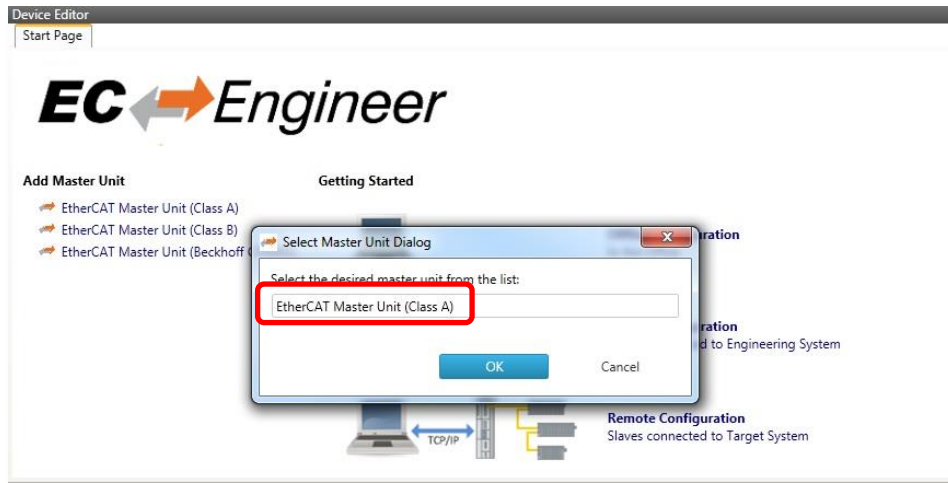 Device Editor
Start Page
EC Engineer
Add Master Unit
Getting Started
EtherCAT Master Unit (Class A)
EtherCAT Master Unit (Class B)
EtherCAT Master Unit (Beckhoff
Select Master Unit Dialog
Select the desired master unit from the list:
EtherCAT Master Unit (Class A)
OK
Cancel
to Engineering System
Remote Configuration
Slaves connected to Target System
TCP/IP